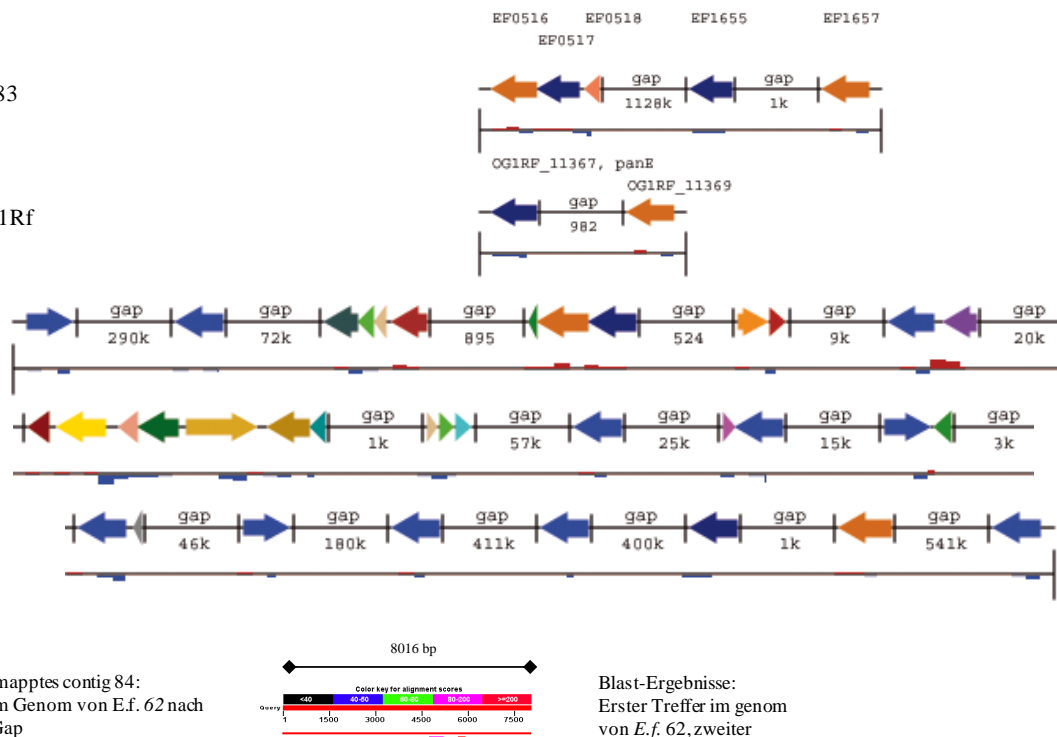 EF0516 EF0518 EF1655 EF1657
EF0517
83
gap gap
1128k 1k
OG1RF_11367, panE
OG1RF_11369
1Rf
gap
982
gap gap gap gap gap gap
290k 72k 895 524 9k 20k
gap gap gap gap gap
1k 57k 25k 15k 3k
gap gap gap gap gap gap
46k 180k 411k 400k 1k 541k
8016 bp
mapptes contig 84:
m Genom von E.f. 62 nach
Gap
Color key for alignment scores
<40 40-50 50-80 80-200 >=200
Query
1 1500 3000 4500 6000 7500
Blast-Ergebnisse:
Erster Treffer im genom
von E.f. 62, zweiter